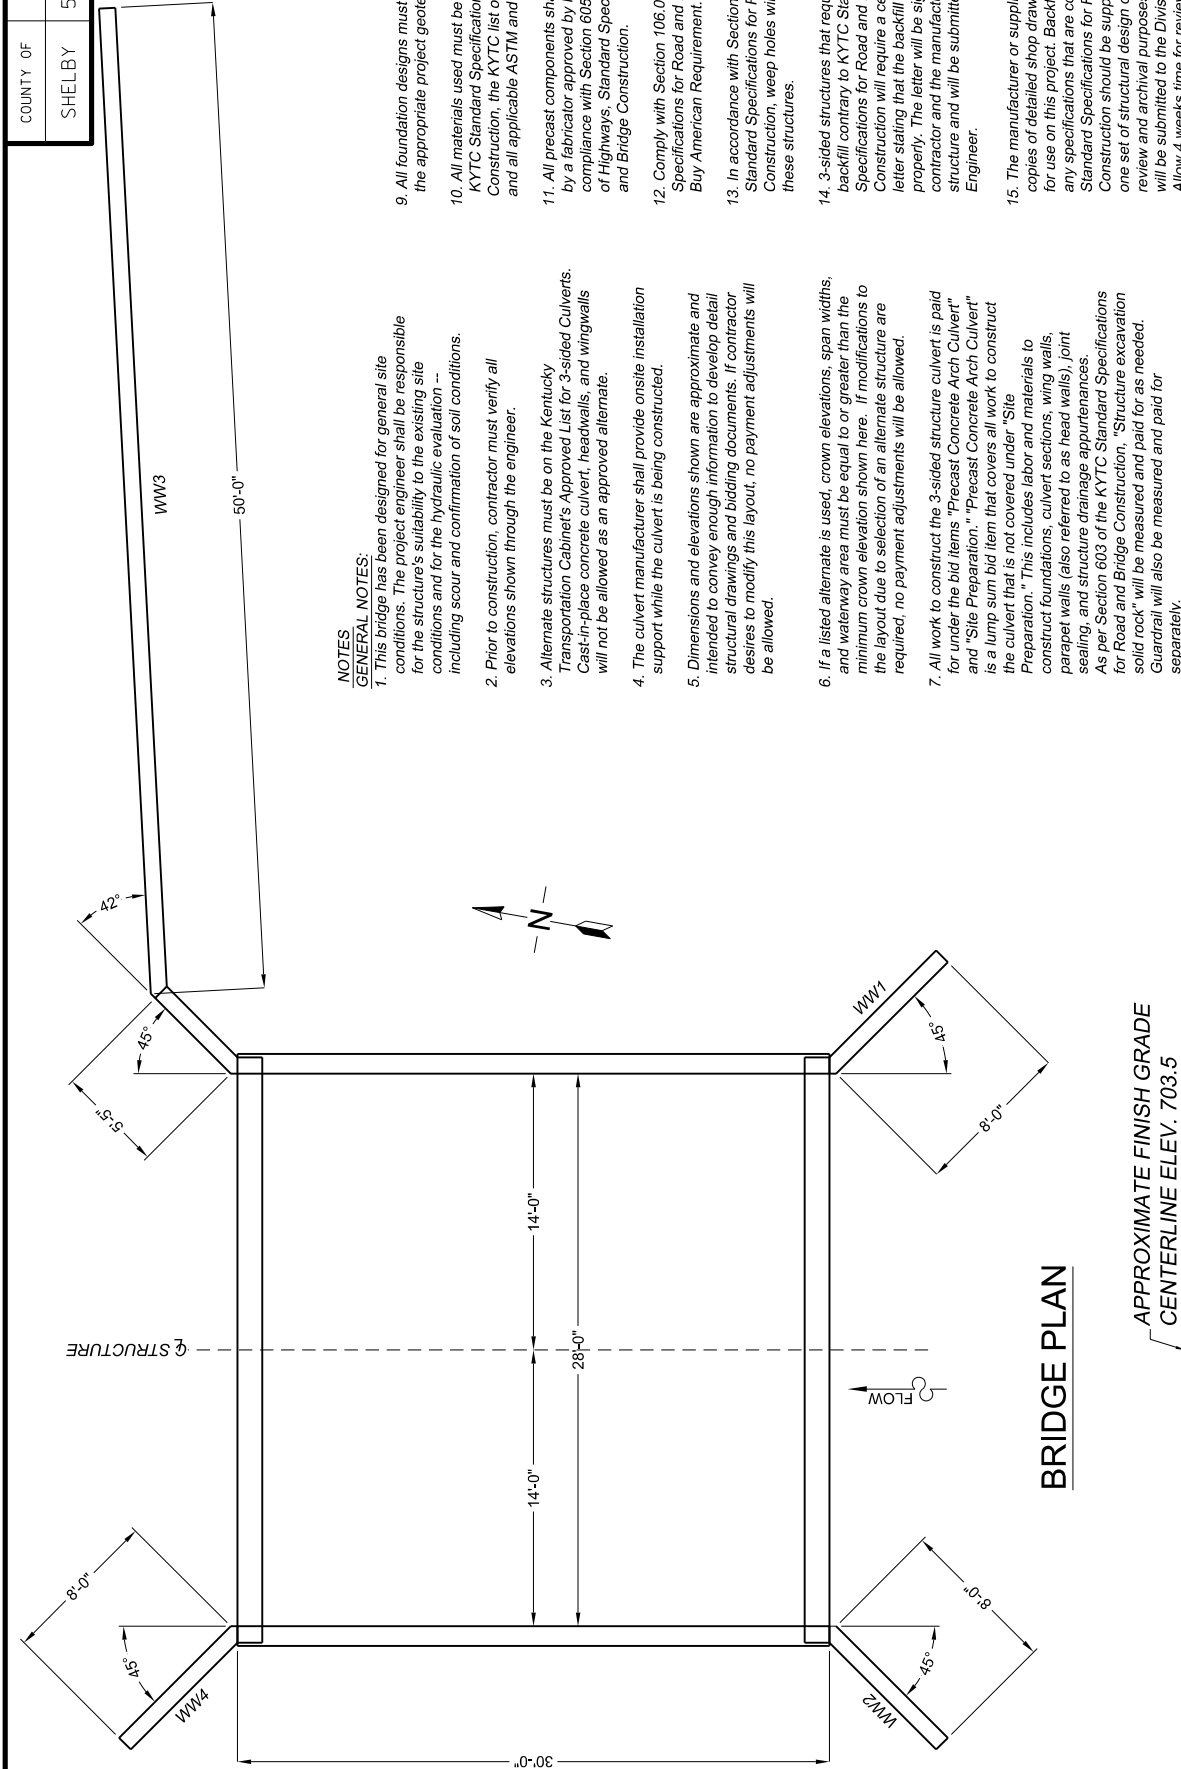 COUNTY OF
SHELBY
5
WW3
50'-0"
42°
45°
5'-5"
WW1
45°
8'-0"
N
℄ STRUCTURE
14'-0"
14'-0"
28'-0"
FLOW
8'-0"
45°
WW4
30'-0"
WW2
45°
8'-0"
BRIDGE PLAN
APPROXIMATE FINISH GRADE
CENTERLINE ELEV. 703.5
NOTES
GENERAL NOTES:
1. This bridge has been designed for general site
conditions. The project engineer shall be responsible
for the structure's suitability to the existing site
conditions and for the hydraulic evaluation --
including scour and confirmation of soil conditions.
2. Prior to construction, contractor must verify all
elevations shown through the engineer.
3. Alternate structures must be on the Kentucky
Transportation Cabinet's Approved List for 3-sided Culverts.
Cast-in-place concrete culvert, headwalls, and wingwalls
will not be allowed as an approved alternate.
4. The culvert manufacturer shall provide onsite installation
support while the culvert is being constructed.
5. Dimensions and elevations shown are approximate and
intended to convey enough information to develop detail
structural drawings and bidding documents. If contractor
desires to modify this layout, no payment adjustments will
be allowed.
6. If a listed alternate is used, crown elevations, span widths,
and waterway area must be equal to or greater than the
minimum crown elevation shown here. If modifications to
the layout due to selection of an alternate structure are
required, no payment adjustments will be allowed.
7. All work to construct the 3-sided structure culvert is paid
for under the bid items "Precast Concrete Arch Culvert"
and "Site Preparation." "Precast Concrete Arch Culvert"
is a lump sum bid item that covers all work to construct
the culvert that is not covered under "Site
Preparation." This includes labor and materials to
construct foundations, culvert sections, wing walls,
parapet walls (also referred to as head walls), joint
sealing, and structure drainage appurtenances.
As per Section 603 of the KYTC Standard Specifications
for Road and Bridge Construction, "Structure excavation
solid rock" will be measured and paid for as needed.
Guardrail will also be measured and paid for
separately.
9. All foundation designs must
the appropriate project geote
10. All materials used must be
KYTC Standard Specification
Construction, the KYTC list o
and all applicable ASTM and
11. All precast components sha
by a fabricator approved by
compliance with Section 605
of Highways, Standard Spec
and Bridge Construction.
12. Comply with Section 106.0
Specifications for Road and
Buy American Requirement.
13. In accordance with Section
Standard Specifications for
Construction, weep holes wi
these structures.
14. 3-sided structures that requ
backfill contrary to KYTC Sta
Specifications for Road and
Construction will require a ce
letter stating that the backfill
properly. The letter will be si
contractor and the manufact
structure and will be submitte
Engineer.
15. The manufacturer or suppli
copies of detailed shop draw
for use on this project. Backf
any specifications that are co
Standard Specifications for
Construction should be supp
one set of structural design c
review and archival purposes
will be submitted to the Divis
Allow 4 weeks time for review